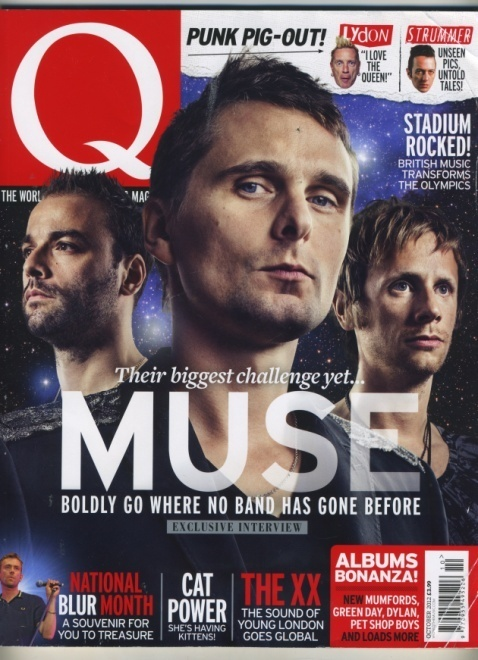 PUNK PIG-OUT!
LYDON
"I LOVE
THE
QUEEN!"
STRUMMER
UNSEEN
PICS,
UNTOLD
TALES!
Q
THE WORL
MAG
STADIUM
ROCKED!
BRITISH MUSIC
TRANSFORMS
THE OLYMPICS
Their biggest challenge yet...
MUSE
BOLDLY GO WHERE NO BAND HAS GONE BEFORE
EXCLUSIVE INTERVIEW
NATIONAL
BLUR MONTH
A SOUVENIR FOR
YOU TO TREASURE
CAT
POWER
SHE'S HAVING
KITTENS!
THE XX
THE SOUND OF
YOUNG LONDON
GOES GLOBAL
ALBUMS
BONANZA!
NEW MUMFORDS,
GREEN DAY, DYLAN,
PET SHOP BOYS
AND LOADS MORE
OCTOBER 2012 £3.99
10